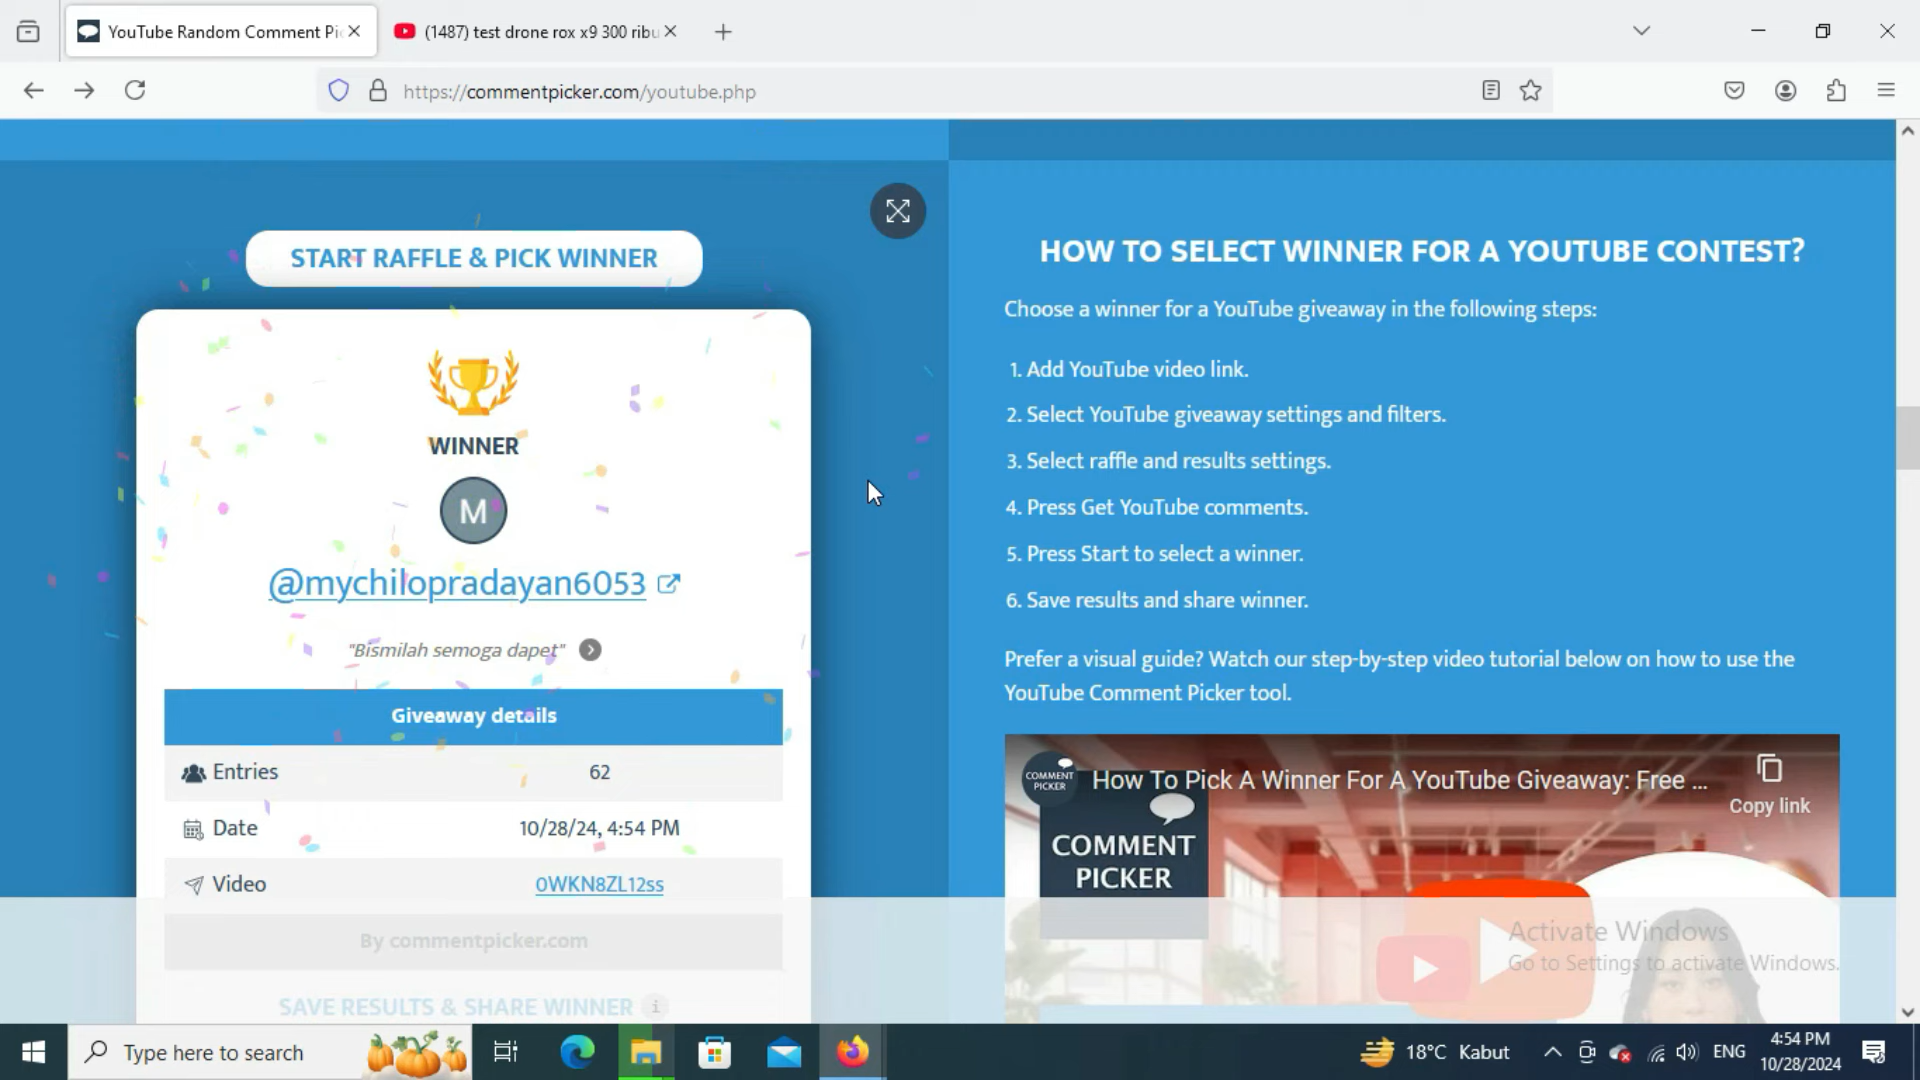 YouTube Random Comment Pi
(1487) test drone rox x9 300 ribu
https://commentpicker.com/youtube.php
START RAFFLE & PICK WINNER
WINNER
M
@mychilopradayan6053
"Bismilah semoga dapet"
Giveaway details
Entries 62
Date 10/28/24, 4:54 PM
Video 0WKN8ZL12ss
By commentpicker.com
SAVE RESULTS & SHARE WINNER i
HOW TO SELECT WINNER FOR A YOUTUBE CONTEST?
Choose a winner for a YouTube giveaway in the following steps:
1. Add YouTube video link.
2. Select YouTube giveaway settings and filters.
3. Select raffle and results settings.
4. Press Get YouTube comments.
5. Press Start to select a winner.
6. Save results and share winner.
Prefer a visual guide? Watch our step-by-step video tutorial below on how to use the
YouTube Comment Picker tool.
COMMENT
PICKER
How To Pick A Winner For A YouTube Giveaway: Free ...
Copy link
COMMENT
PICKER
Activate Windows
Go to Settings to activate Windows.
Type here to search
18°C Kabut
ENG
4:54 PM
10/28/2024